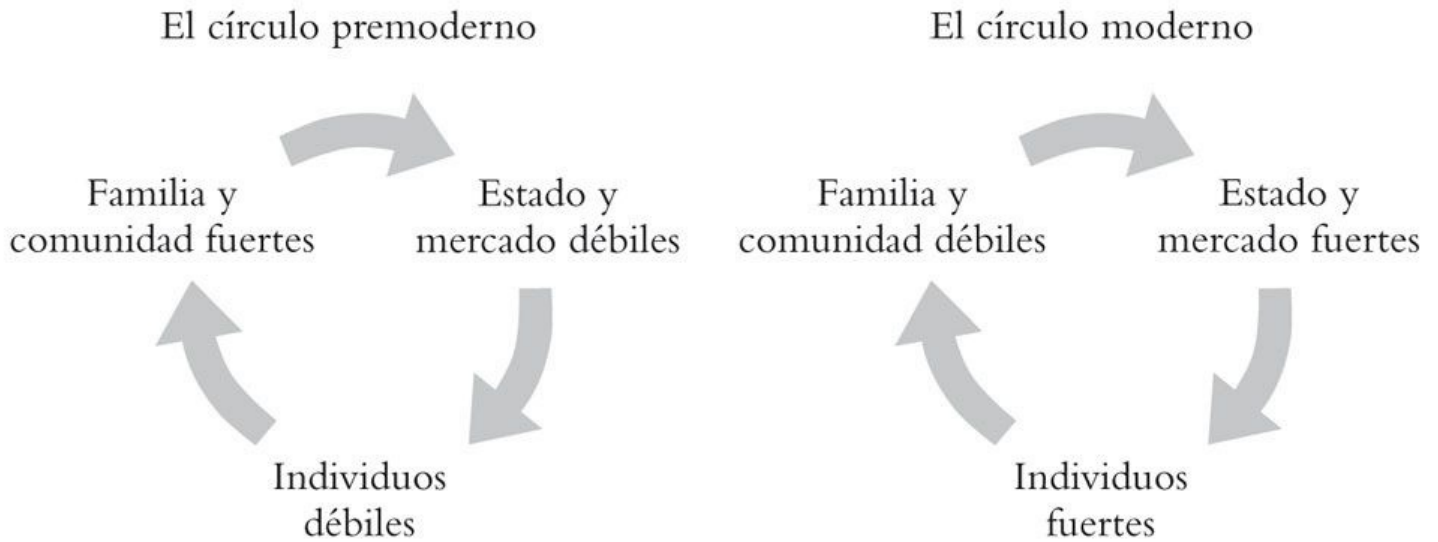 El círculo premoderno
Familia y
comunidad fuertes
Estado y
mercado débiles
Individuos
débiles
El círculo moderno
Familia y
comunidad débiles
Estado y
mercado fuertes
Individuos
fuertes